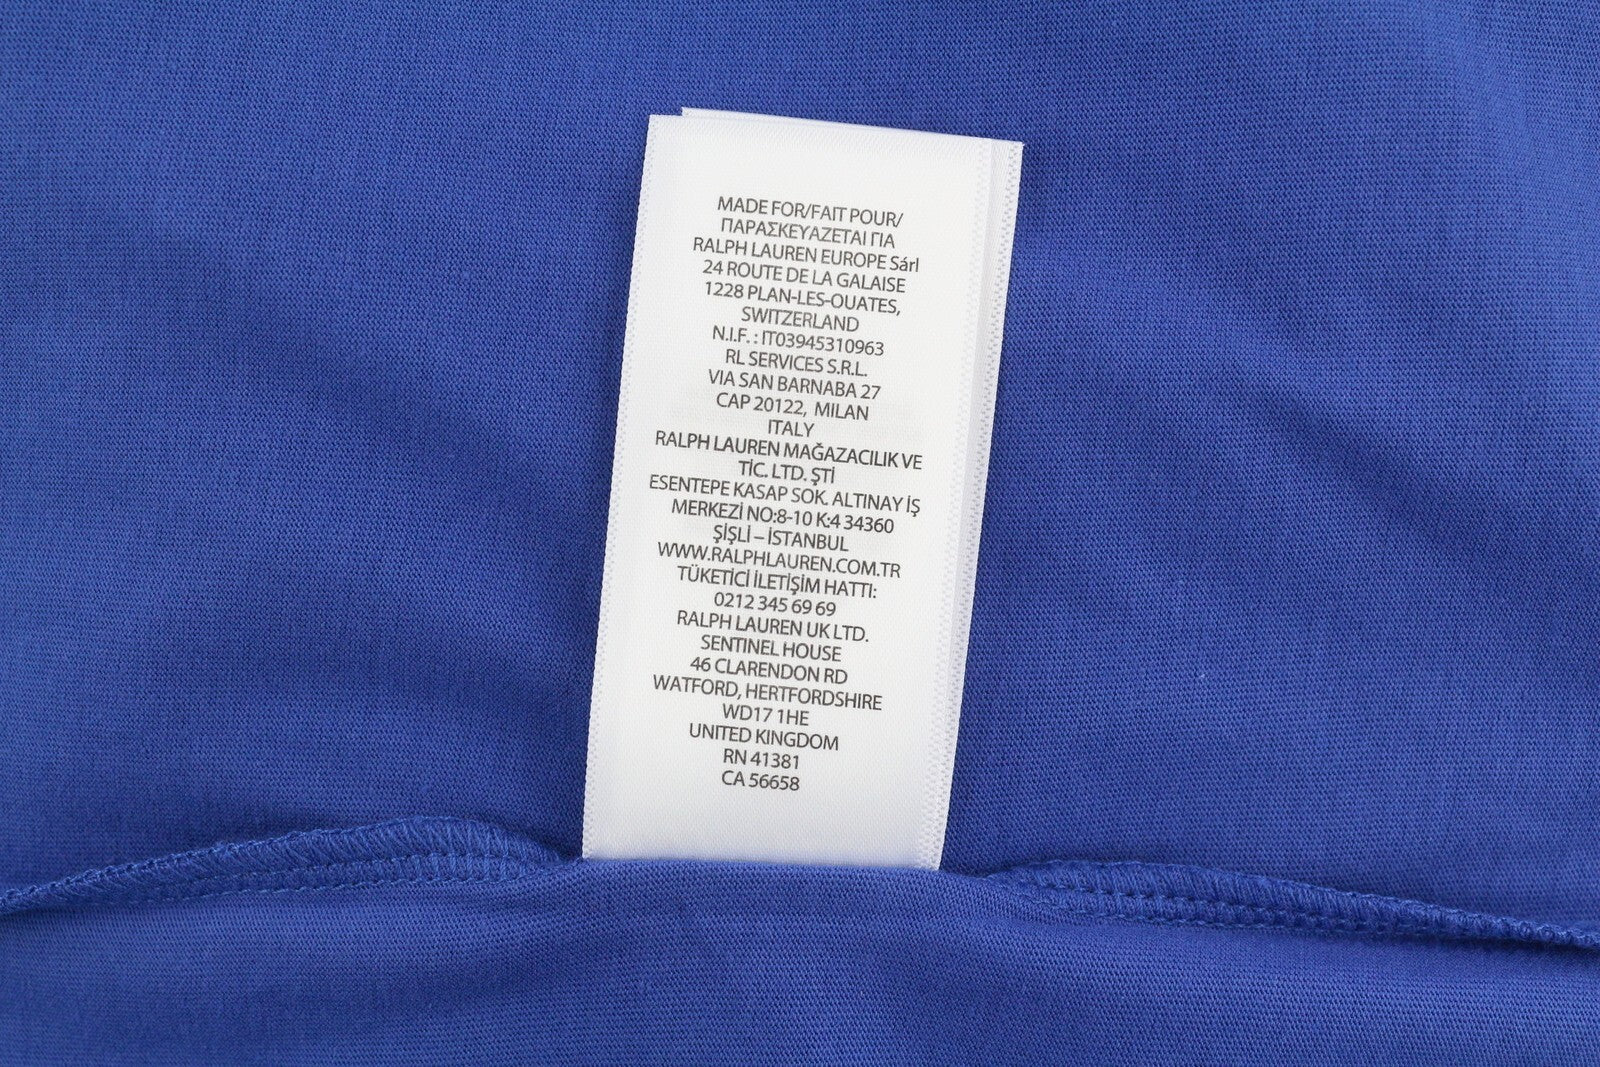 MADE FOR/FAIT POUR/
ΠΑΡΑΣΚΕΥΑΖΕΤΑΙ ΓΙΑ
RALPH LAUREN EUROPE Sárl
24 ROUTE DE LA GALAISE
1228 PLAN-LES-OUATES,
SWITZERLAND
N.I.F. : IT03945310963
RL SERVICES S.R.L.
VIA SAN BARNABA 27
CAP 20122, MILAN
ITALY
RALPH LAUREN MAĞAZACILIK VE
TİC. LTD. ŞTİ
ESENTEPE KASAP SOK. ALTINAY İŞ
MERKEZİ NO:8-10 K:4 34360
ŞİŞLİ – İSTANBUL
WWW.RALPHLAUREN.COM.TR
TÜKETİCİ İLETİŞİM HATTI:
0212 345 69 69
RALPH LAUREN UK LTD.
SENTINEL HOUSE
46 CLARENDON RD
WATFORD, HERTFORDSHIRE
WD17 1HE
UNITED KINGDOM
RN 41381
CA 56658